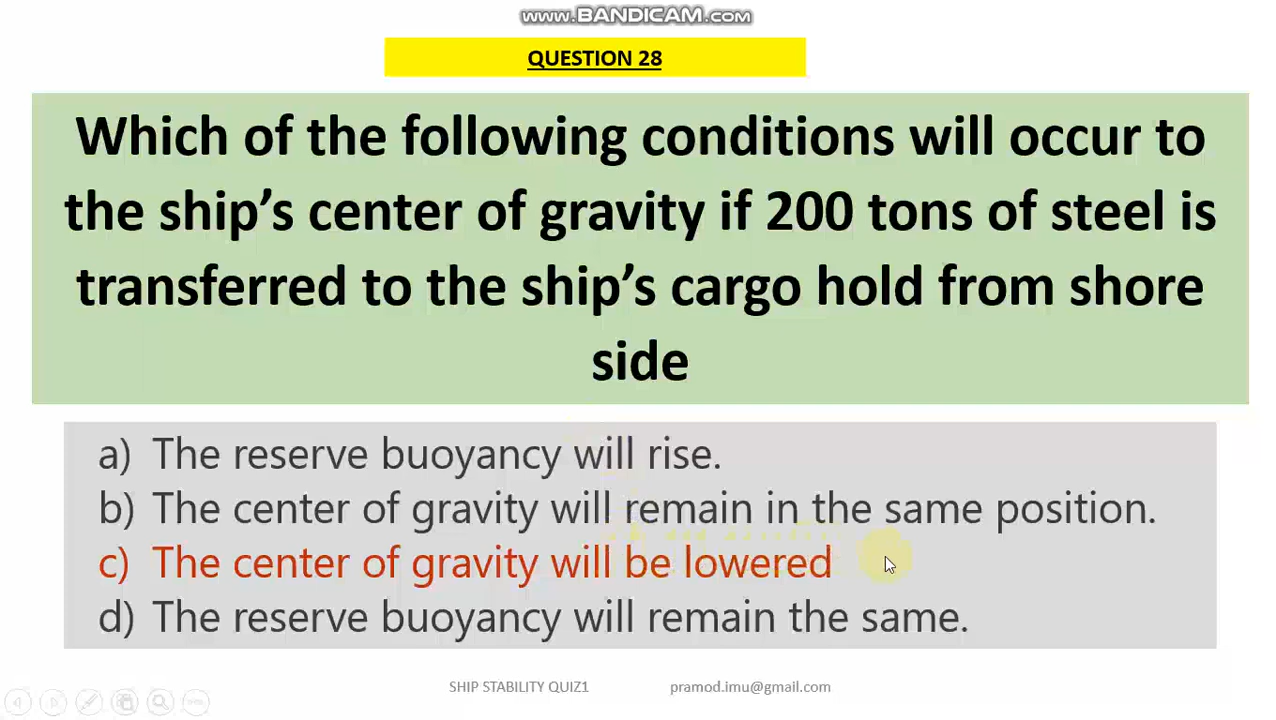 www.BANDICAM.com
QUESTION 28
Which of the following conditions will occur to
the ship's center of gravity if 200 tons of steel is
transferred to the ship's cargo hold from shore
side
a) The reserve buoyancy will rise.
b) The center of gravity will remain in the same position.
c) The center of gravity will be lowered
d) The reserve buoyancy will remain the same.
SHIP STABILITY QUIZ1 pramod.imu@gmail.com